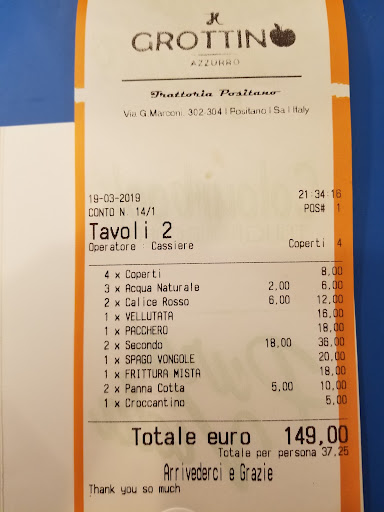 GROTTINO
AZZURRO
Trattoria Positano
Via G.Marconi, 302-304 | Positano | Sa | Italy
19-03-2019 21:34:16
CONTO N. 14/1 POS# 1
Tavoli 2
Operatore : Cassiere Coperti 4
4 x Coperti 8,00
3 x Acqua Naturale 2,00 6,00
2 x Calice Rosso 6,00 12,00
1 x VELLUTATA 16,00
1 x PACCHERO 18,00
2 x Secondo 18,00 36,00
1 x SPAGO VONGOLE 20,00
1 x FRITTURA MISTA 18,00
2 x Panna Cotta 5,00 10,00
1 x Croccantino 5,00
Totale euro 149,00
Totale per persona 37.25
Arrivederci e Grazie
Thank you so much